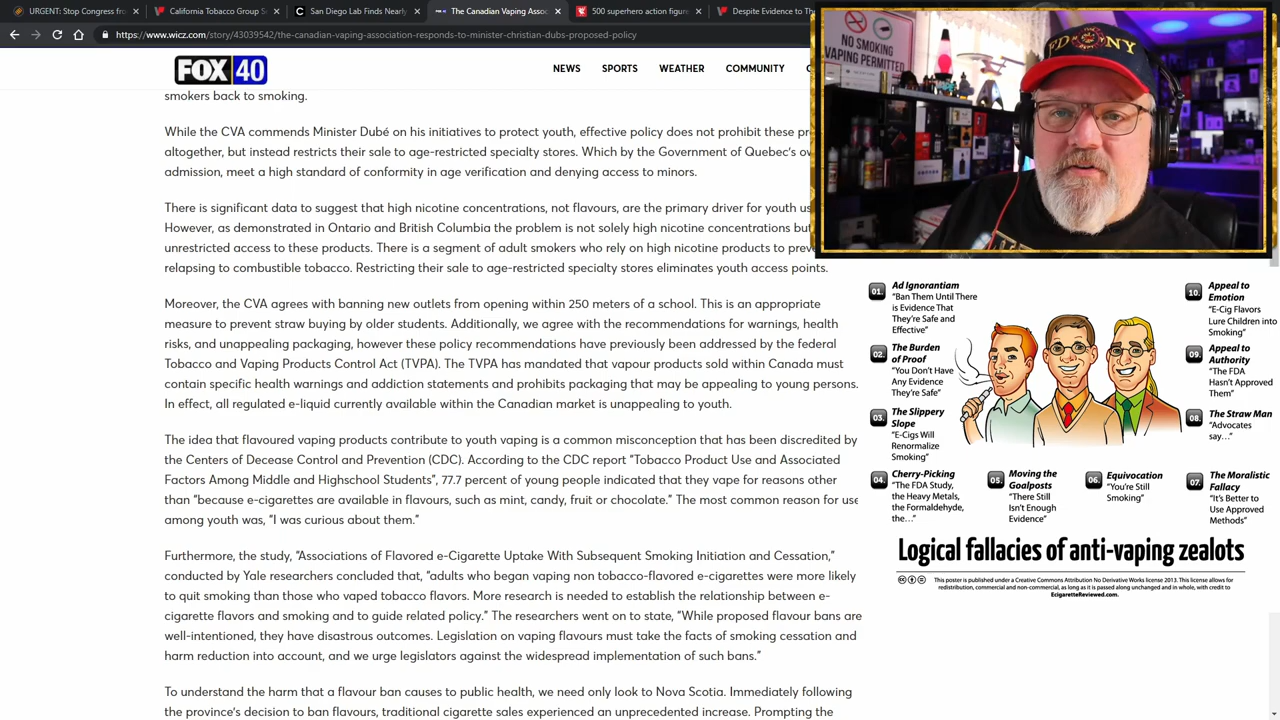 URGENT: Stop California F
California 10
C San Jose City Council Find
The Canadian Vaping Assoc
500 super
Despite Evidence That
https://www.wicz.com/story/43109542/the-canadian-vaping-association-responds-to-minister-christian-dubs-proposed-policy
FOX 40
NEWS SPORTS WEATHER COMMUNITY
smokers back to smoking.
While the CVA commends Minister Dubé on his initiatives to protect youth, effective policy does not prohibit these
altogether, but instead restricts their sale to age-restricted specialty stores. Which by the Government of Quebec's
admission, meet a high standard of conformity in age verification and denying access to minors.
There is significant data to suggest that high nicotine concentrations, not flavours, are the primary driver for youth
However, as demonstrated in Ontario and British Columbia the problem is not solely high nicotine concentrations but
unrestricted access to these products. There is a segment of adult smokers who rely on high nicotine products to
relapsing to combustible tobacco. Restricting their sale to age-restricted specialty stores eliminates youth access points.
Moreover, the CVA agrees with banning new outlets from opening within 250 meters of a school. This is an appropriate
measure to prevent straw buying by older students. Additionally, we agree with the recommendations for warnings, health
risks, and unappealing packaging, however these policy recommendations have previously been addressed by the federal
Tobacco and Vaping Products Control Act (TVPA). The TVPA has mandated that vapour products sold within Canada must
contain both health warnings and addiction statements and prohibits packaging that may be appealing to young persons.
In effect, all regulated e-liquid currently available within the Canadian market is unappealing to youth.
The idea that flavoured vaping products contribute to youth vaping is a common misconception that has been discredited by
the Center of Decease Control and Prevention (CDC). According to the CDC report "Tobacco Product Use and Associated
Factors Among Middle and High School Students", 77.7 percent of young people indicated that they vape for reasons other
than "because e-cigarettes are available in flavours, such as mint, candy, fruit or chocolate." The most common reason for use
among youth was, "I was curious about them."
Furthermore, the study, "Associations of Flavored e-Cigarette Uptake With Subsequent Smoking Initiation and Cessation,"
conducted by Yale researchers concluded that, "adults who began vaping non tobacco-flavored e-cigarettes were more likely
to quit smoking than those who vaped tobacco flavors. More research is needed to establish the relationship between e-
cigarette flavors and smoking and to guide related policy." The researchers went on to state, "While proposed flavour bans are
well-intentioned, they have disastrous outcomes. Legislation on vaping flavours must take the facts of smoking cessation and
harm reduction into account, and we urge legislators against the widespread implementation of such bans."
To understand the harm that a flavour ban causes to public health, we need only look to Nova Scotia. Immediately following
the province's decision to ban flavours, traditional cigarette sales experienced an unprecedented increase. Prompting the
NO SMOKING
VAPING PERMITTED
FDNY
01. Ad Ignorantiam
"Ban Them Until There
is Evidence That
They're Safe and
Effective"
02. The Burden
of Proof
"You Don't Have
Any Evidence
They're Safe"
03. The Slippery
Slope
"E-Cigs Will
Renormalize
Smoking"
04. Cherry-Picking
"The FDA Study,
the Heavy Metals,
the Formaldehyde,
the..."
05. Moving the
Goalposts
"There Still
Isn't Enough
Evidence"
06. Equivocation
"You're Still
Smoking"
07. The Moralistic
Fallacy
"It's Better to
Use Approved
Methods"
08. The Straw Man
"Advocates
say..."
09. Appeal to
Authority
"The FDA
Hasn't Approved
Them"
10. Appeal to
Emotion
"E-Cig Flavors
Lure Children into
Smoking"
Logical fallacies of anti-vaping zealots
This poster is published under a Creative Commons Attribution No Derivative Works license 2013. This license allows for
redistribution, commercial and non-commercial, as long as it is passed along unchanged and in whole, with credit to
EcigaretteReviewed.com.